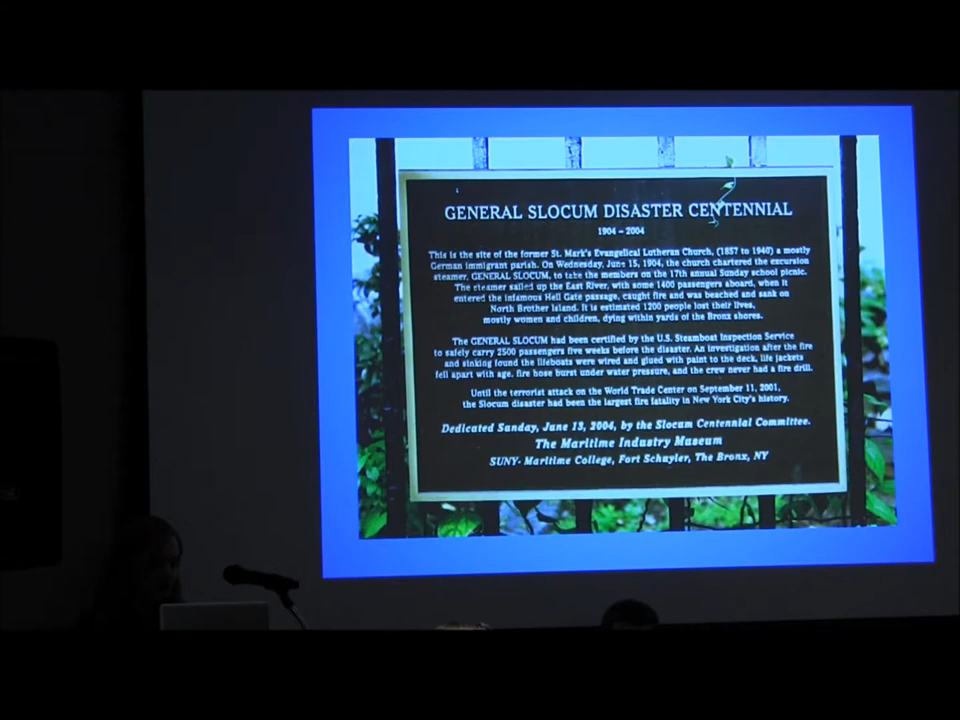 GENERAL SLOCUM DISASTER CENTENNIAL
1904 – 2004
This is the site of the former St. Mark's Evangelical Lutheran Church, (1857 to 1940) a mostly
German immigrant parish. On Wednesday, June 15, 1904, the church chartered the excursion
steamer, GENERAL SLOCUM, to take the members on the 17th annual Sunday school picnic.
The steamer sailed up the East River, with some 1400 passengers aboard, when it
entered the infamous Hell Gate passage, caught fire and was beached and sank on
North Brother Island. It is estimated 1200 people lost their lives,
mostly women and children, dying within yards of the Bronx shores.
The GENERAL SLOCUM had been certified by the U.S. Steamboat Inspection Service
to safely carry 2500 passengers five weeks before the disaster. An investigation after the fire
and sinking found the lifeboats were wired and glued with paint to the deck, life jackets
fell apart with age, fire hose burst under water pressure, and the crew never had a fire drill.
Until the terrorist attack on the World Trade Center on September 11, 2001,
the Slocum disaster had been the largest fire fatality in New York City's history.
Dedicated Sunday, June 13, 2004, by the Slocum Centennial Committee.
The Maritime Industry Museum
SUNY- Maritime College, Fort Schuyler, The Bronx, NY